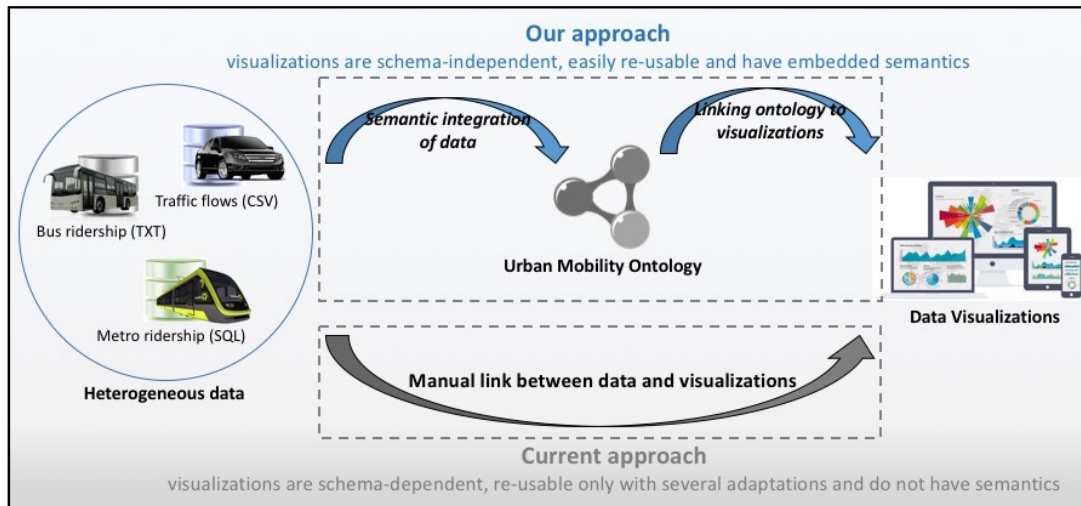 Our approach
visualizations are schema-independent, easily re-usable and have embedded semantics
Semantic integration
of data
Linking ontology to
visualizations
Traffic flows (CSV)
Bus ridership (TXT)
Metro ridership (SQL)
Heterogeneous data
Urban Mobility Ontology
Data Visualizations
Manual link between data and visualizations
Current approach
visualizations are schema-dependent, re-usable only with several adaptations and do not have semantics